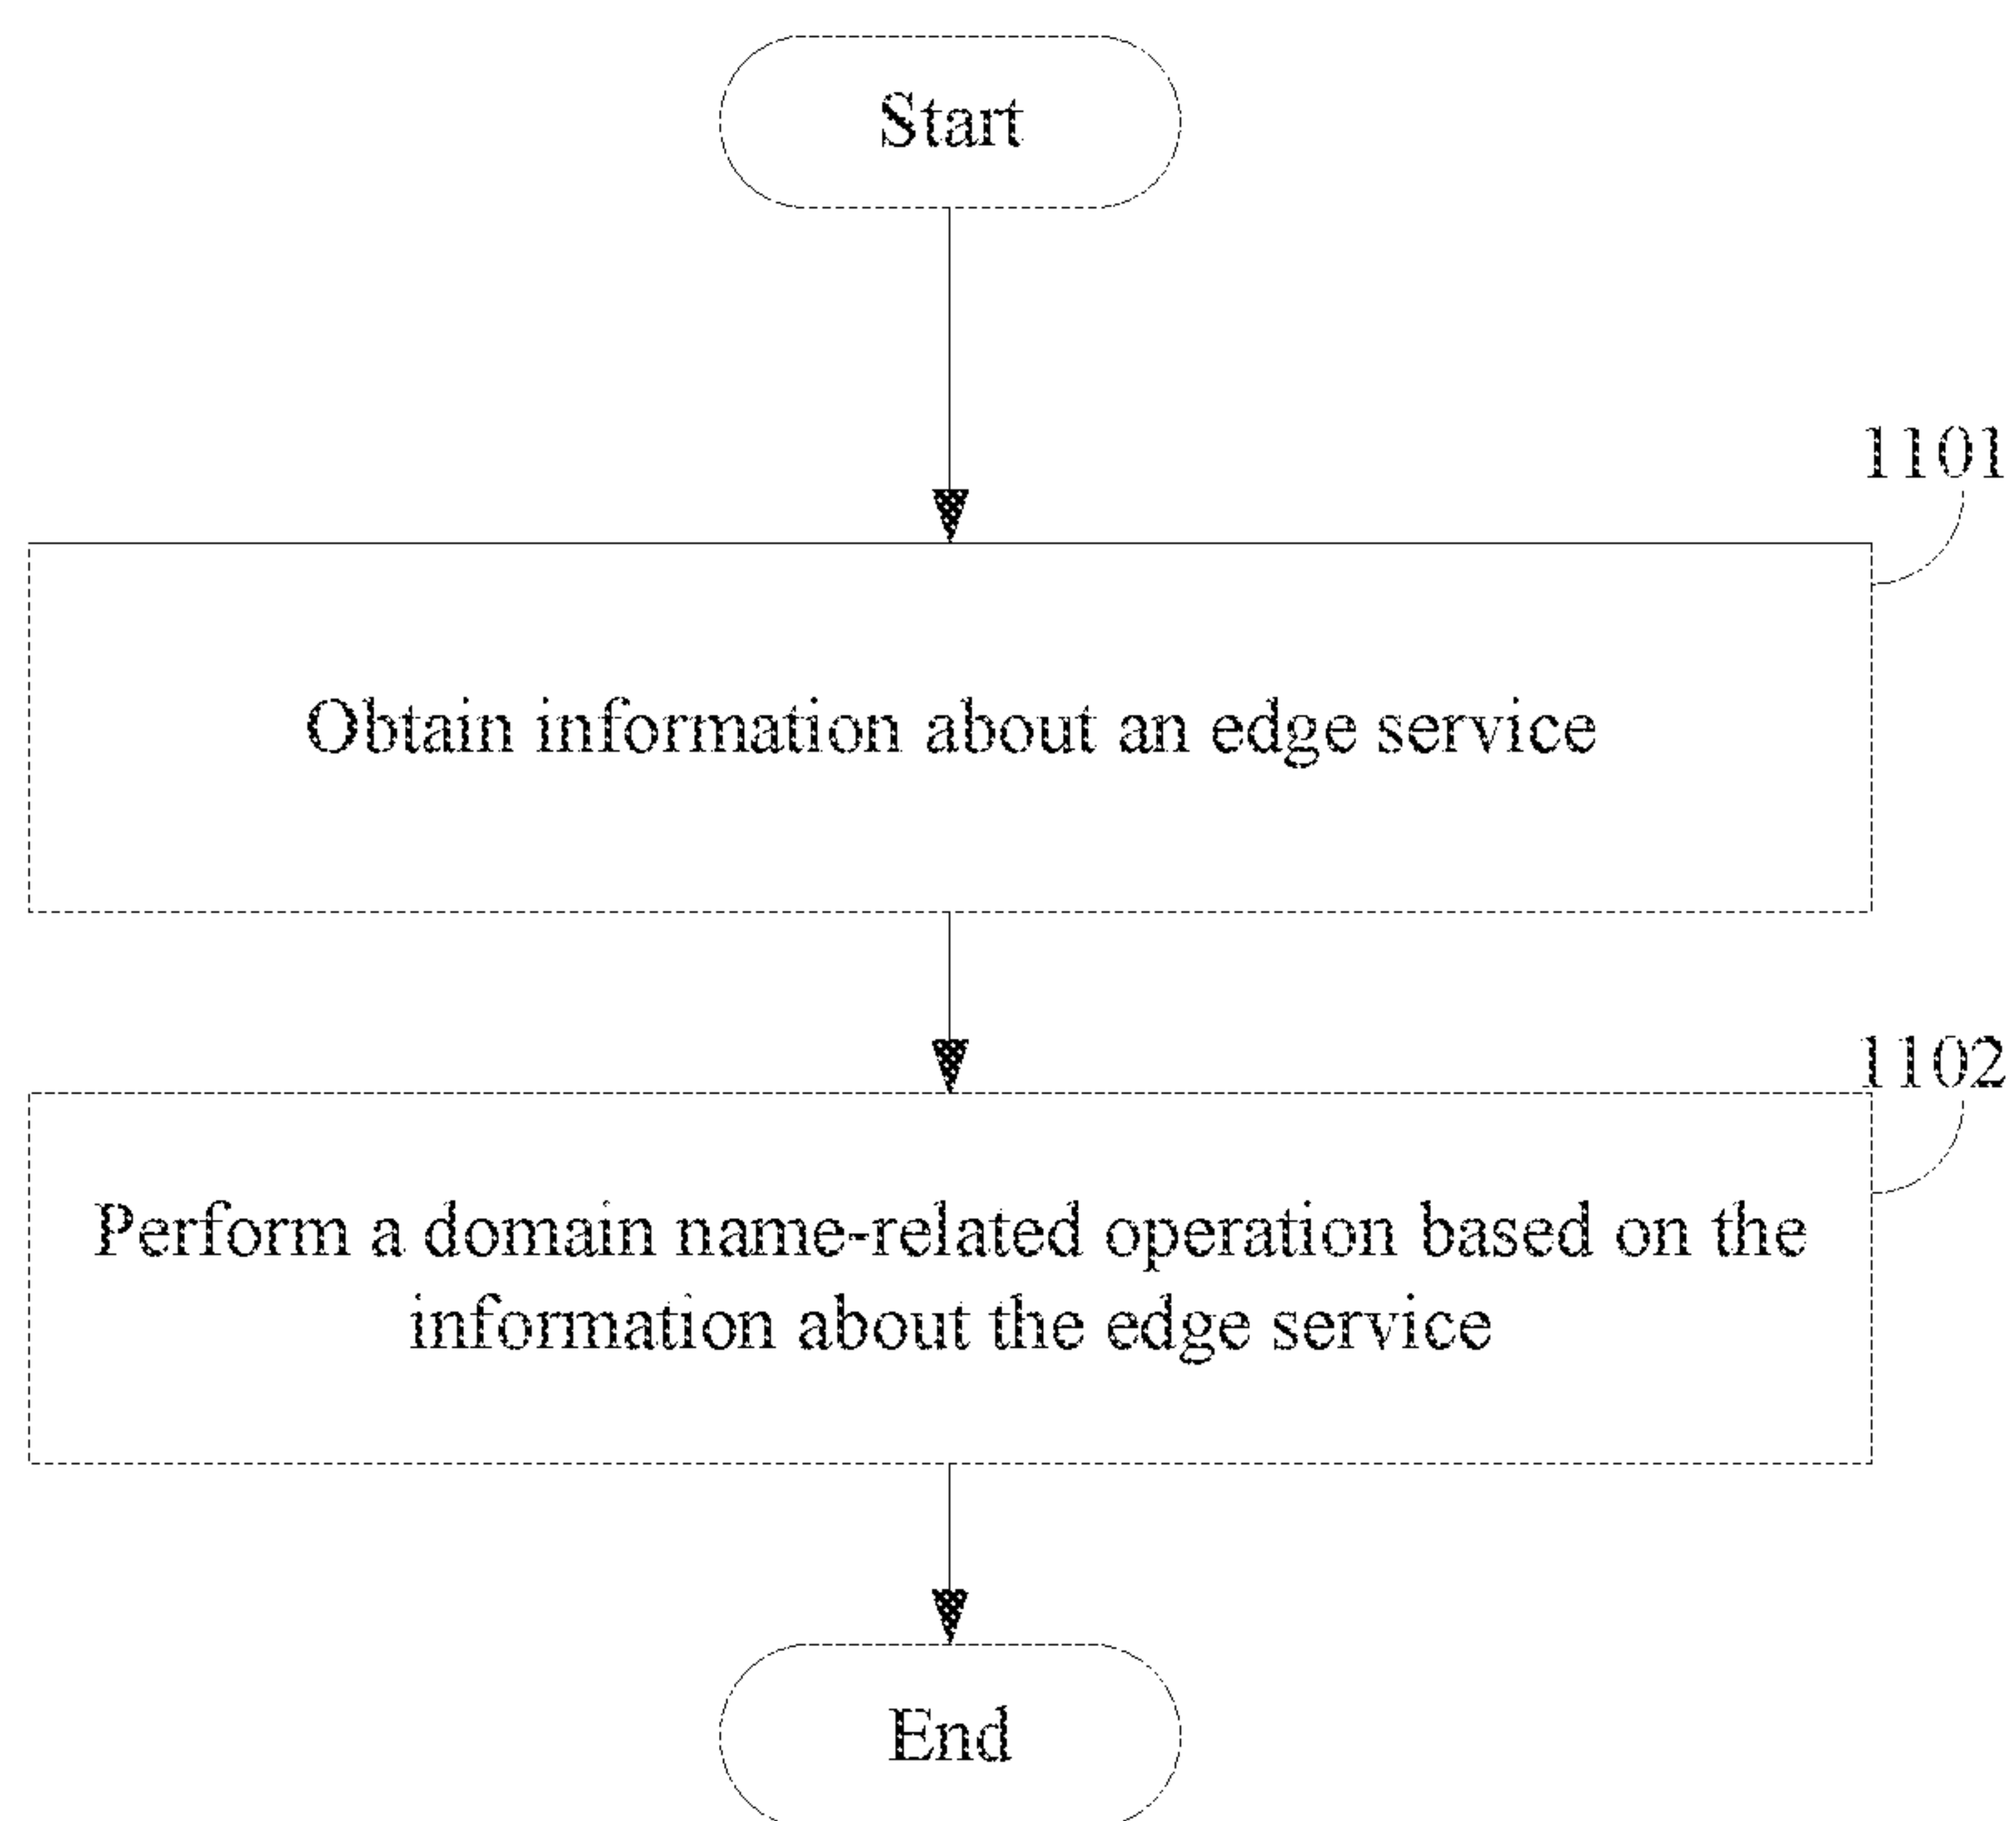 Start
1101
Obtain information about an edge service
1102
Perform a domain name-related operation based on the
information about the edge service
End